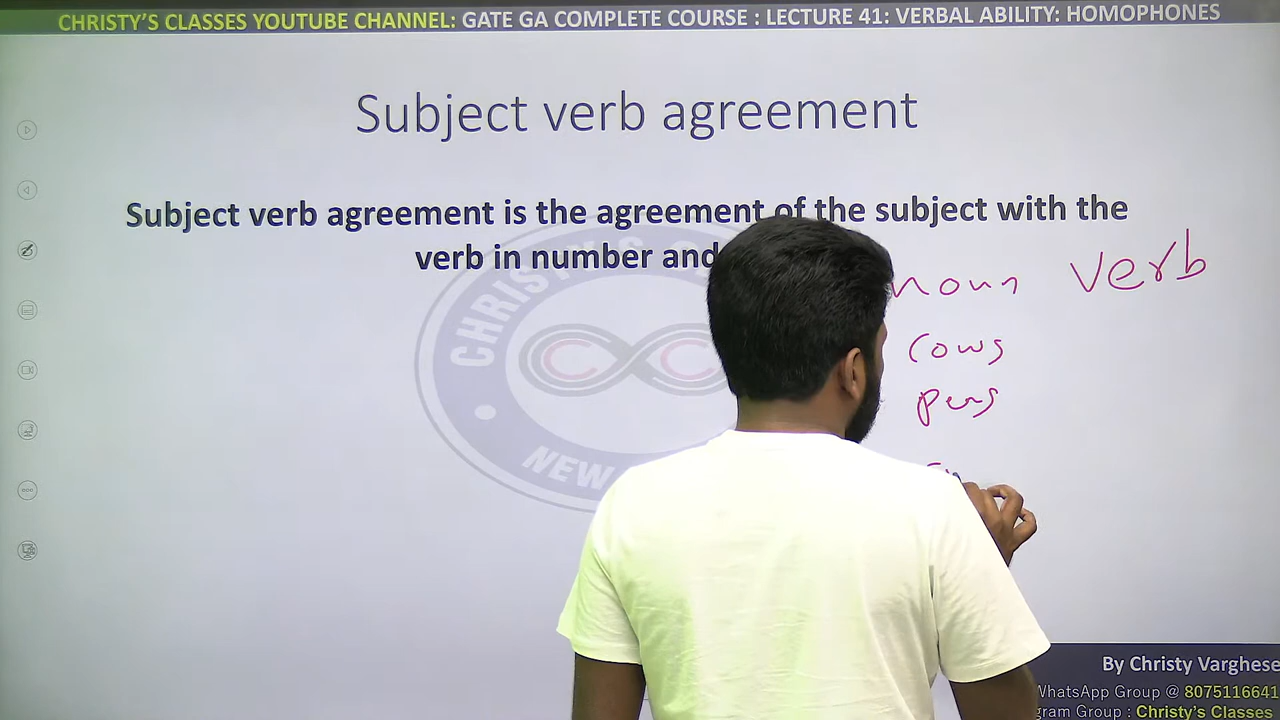 CHRISTY'S CLASSES YOUTUBE CHANNEL: GATE GA COMPLETE COURSE : LECTURE 41: VERBAL ABILITY: HOMOPHONES
Subject verb agreement
Subject verb agreement is the agreement of the subject with the
verb in number and
noun verb
cows
pens
CHRISTY'S
NEW
By Christy Varghese
WhatsApp Group @ 8075116641
gram Group : Christy's Classes